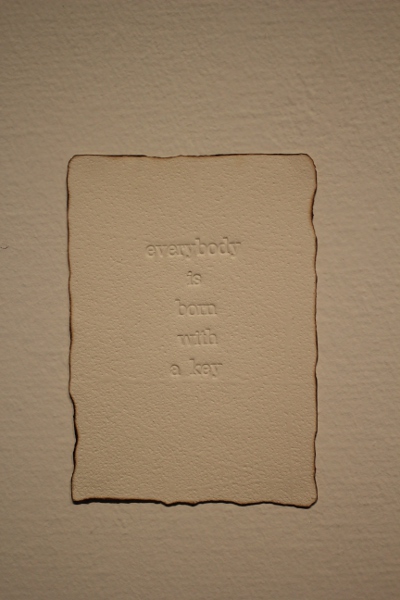 everybody
is
born
with
a key